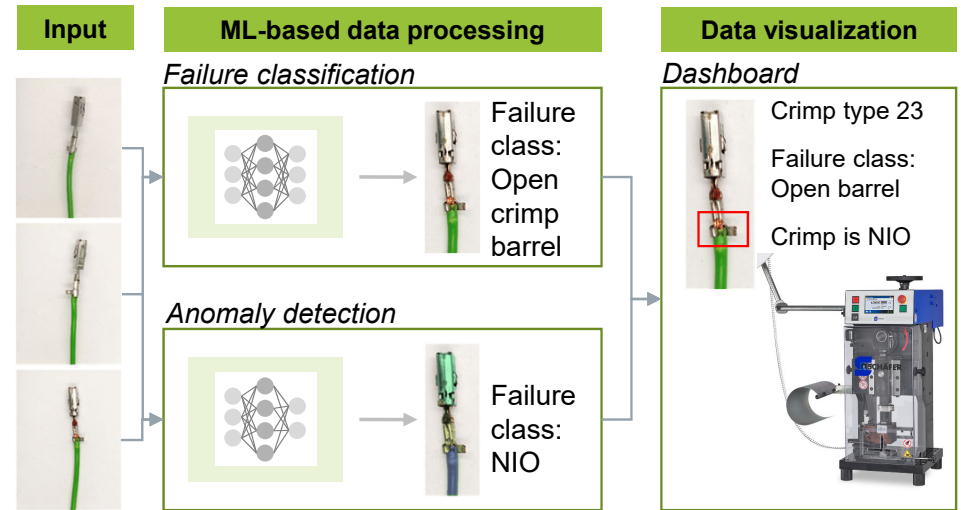 Input
ML-based data processing
Data visualization
Failure classification
Failure
class:
Open
crimp
barrel
Anomaly detection
Failure
class:
NIO
Dashboard
Crimp type 23
Failure class:
Open barrel
Crimp is NIO
SCHÄFER